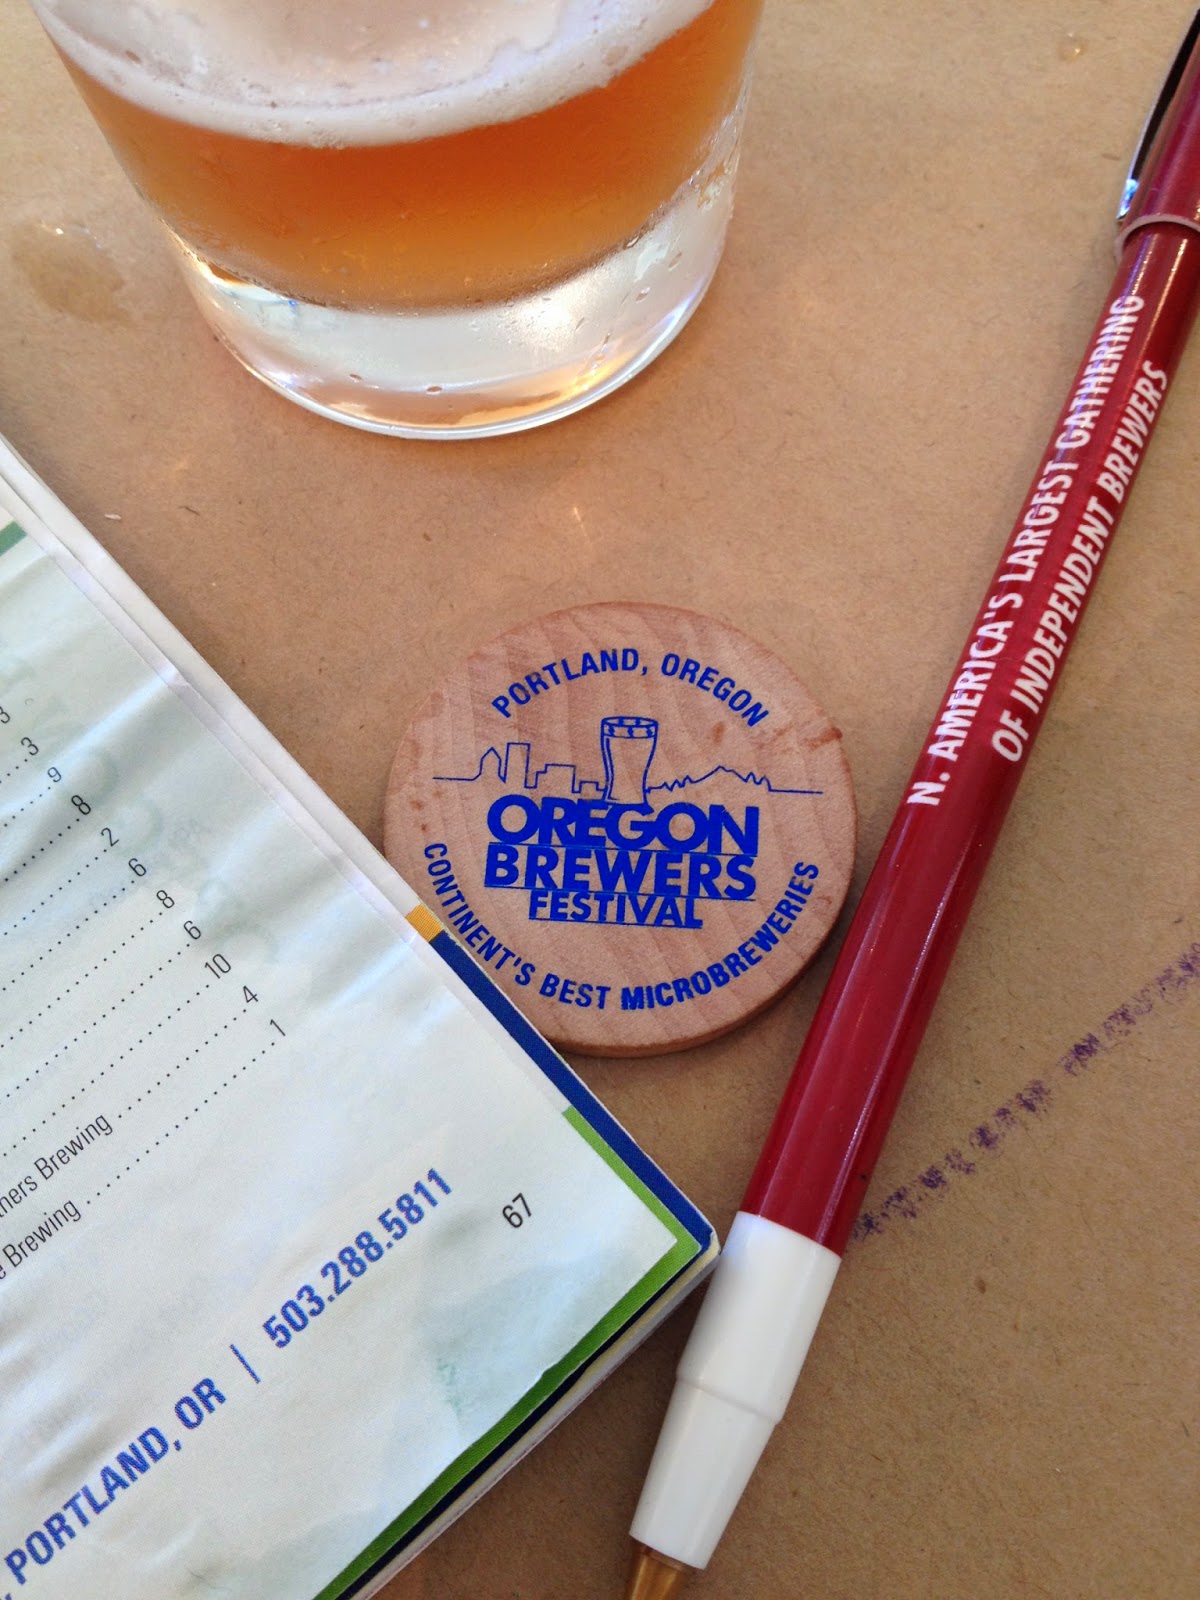 N. AMERICA'S LARGEST GATHERING
OF INDEPENDENT BREWERS
PORTLAND, OREGON
OREGON
BREWERS
FESTIVAL
CONTINENT'S BEST MICROBREWERIES
3
3
9
8
2
6
8
6
10
4
Brewing 1
67
, PORTLAND, OR | 503.288.5811